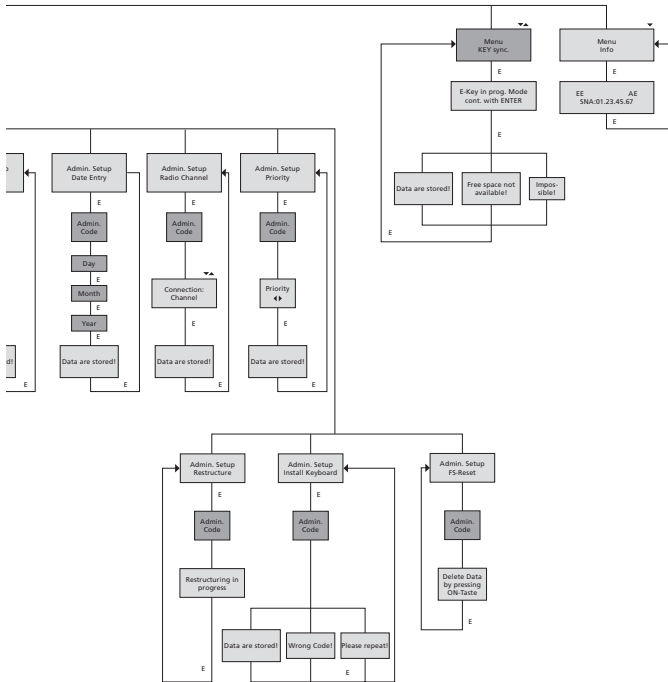 Menu
KEY sync.
E
E-Key in prog. Mode
cont. with ENTER
E
Data are stored!
Free space not
available!
Impos-
sible!
E
Menu
Info
E
EE AE
SNA:01.23.45.67
E
d!
E
Admin. Setup
Date Entry
E
Admin.
Code
Day
E
Month
E
Year
E
Data are stored!
E
Admin. Setup
Radio Channel
E
Admin.
Code
Connection:
Channel
E
Data are stored!
E
Admin. Setup
Priority
E
Admin.
Code
Priority
E
Data are stored!
E
Admin. Setup
Restructure
E
Admin.
Code
Restructuring in
progress
E
Admin. Setup
Install Keyboard
E
Admin.
Code
Data are stored!
Wrong Code!
Please repeat!
E
Admin. Setup
FS-Reset
Admin.
Code
Delete Data
by pressing
ON-Taste
E